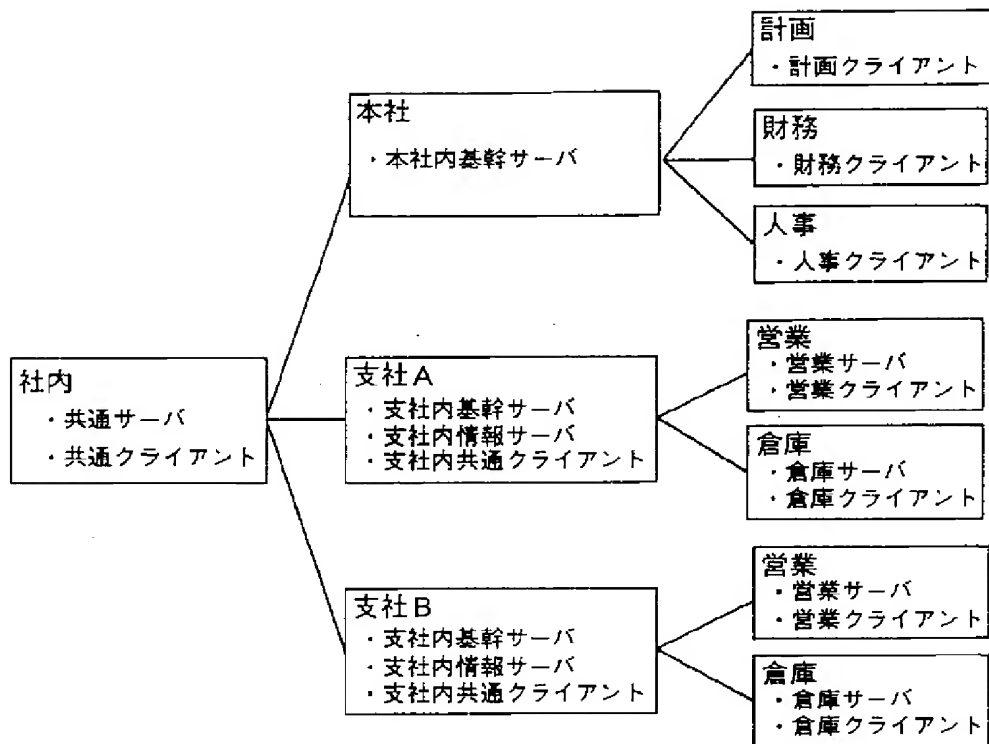 社内
・共通サーバ
・共通クライアント
本社
・本社内基幹サーバ
計画
・計画クライアント
財務
・財務クライアント
人事
・人事クライアント
支社A
・支社内基幹サーバ
・支社内情報サーバ
・支社内共通クライアント
営業
・営業サーバ
・営業クライアント
倉庫
・倉庫サーバ
・倉庫クライアント
支社B
・支社内基幹サーバ
・支社内情報サーバ
・支社内共通クライアント
営業
・営業サーバ
・営業クライアント
倉庫
・倉庫サーバ
・倉庫クライアント